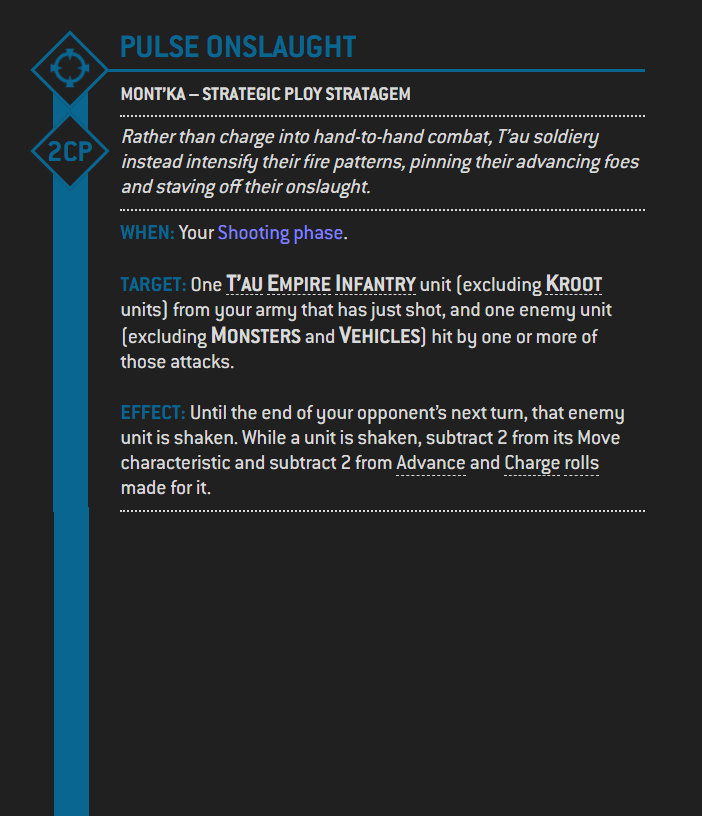 PULSE ONSLAUGHT
MONT'KA – STRATEGIC PLOY STRATAGEM
2CP
Rather than charge into hand-to-hand combat, T'au soldiery
instead intensify their fire patterns, pinning their advancing foes
and staving off their onslaught.
WHEN: Your Shooting phase.
TARGET: One T'AU EMPIRE INFANTRY unit (excluding KROOT
units) from your army that has just shot, and one enemy unit
(excluding MONSTERS and VEHICLES) hit by one or more of
those attacks.
EFFECT: Until the end of your opponent's next turn, that enemy
unit is shaken. While a unit is shaken, subtract 2 from its Move
characteristic and subtract 2 from Advance and Charge rolls
made for it.